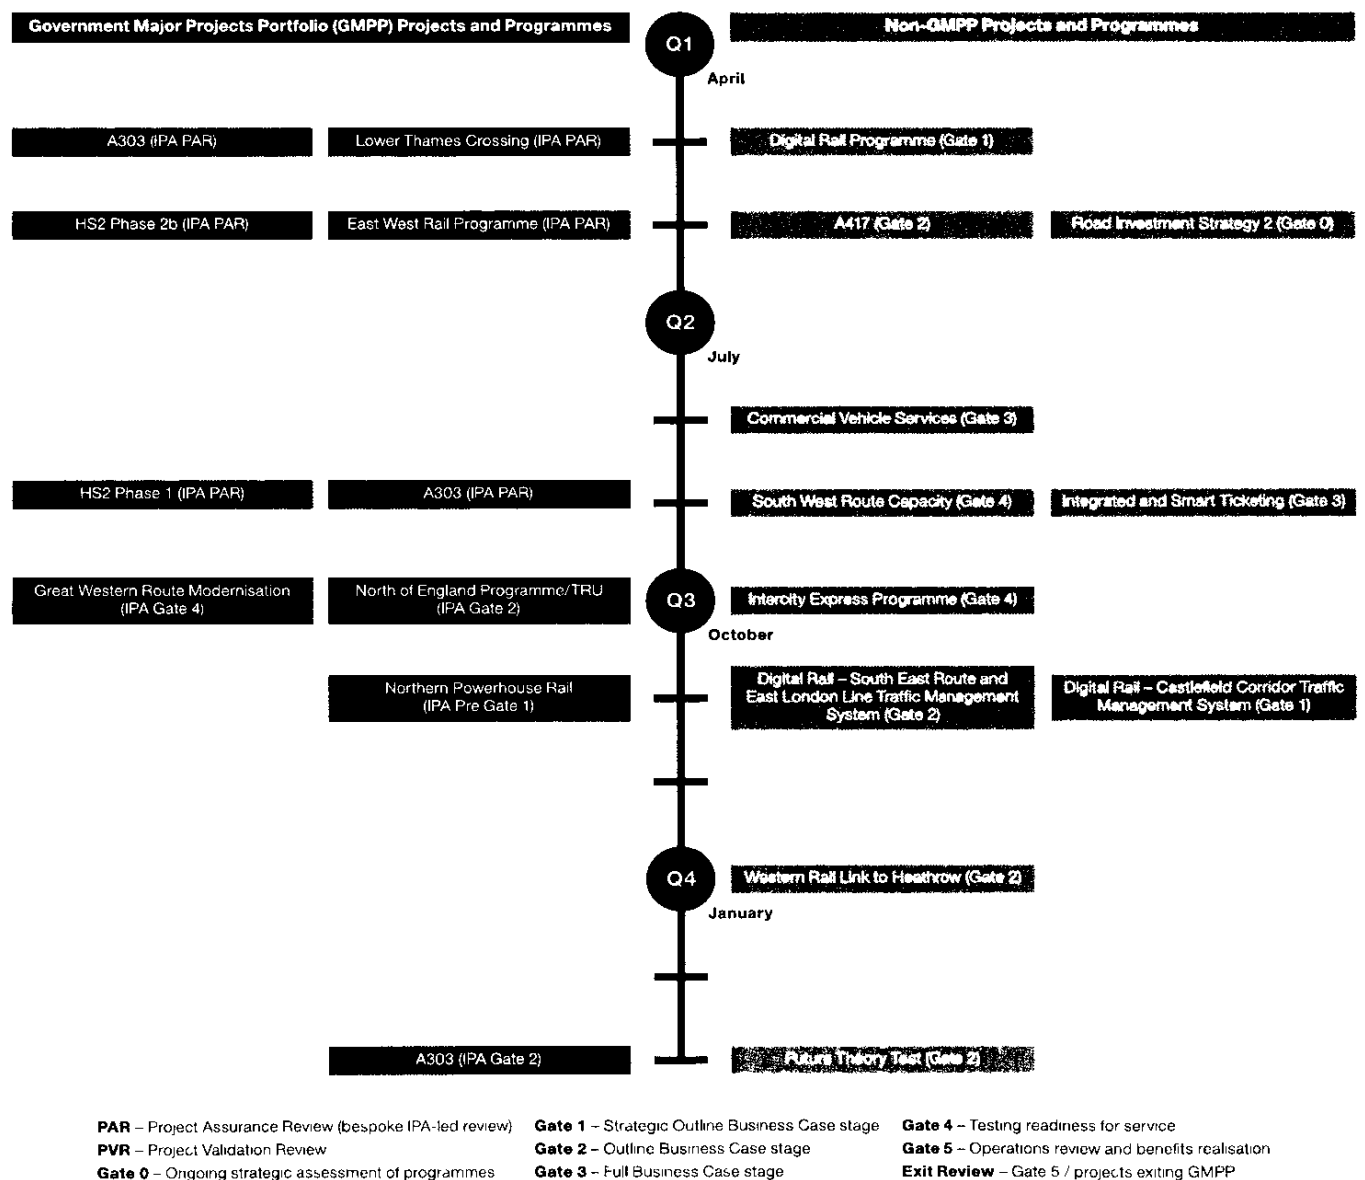 Government Major Projects Portfolio (GMPP) Projects and Programmes
Q1
Non-GMPP Projects and Programmes
April
A303 (IPA PAR)
Lower Thames Crossing (IPA PAR)
Digital Rail Programme (Gate 1)
HS2 Phase 2b (IPA PAR)
East West Rail Programme (IPA PAR)
A417 (Gate 2)
Road Investment Strategy 2 (Gate 0)
Q2
July
Commercial Vehicle Services (Gate 3)
HS2 Phase 1 (IPA PAR)
A303 (IPA PAR)
South West Route Capacity (Gate 4)
Integrated and Smart Ticketing (Gate 3)
Great Western Route Modernisation
(IPA Gate 4)
North of England Programme/TRU
(IPA Gate 2)
Q3
Intercity Express Programme (Gate 4)
October
Northern Powerhouse Rail
(IPA Pre Gate 1)
Digital Rail – South East Route and
East London Line Traffic Management
System (Gate 2)
Digital Rail – Castlefield Corridor Traffic
Management System (Gate 1)
Q4
Western Rail Link to Heathrow (Gate 2)
January
A303 (IPA Gate 2)
Future Theory Test (Gate 2)
PAR – Project Assurance Review (bespoke IPA-led review)
PVR – Project Validation Review
Gate 0 – Ongoing strategic assessment of programmes
Gate 1 – Strategic Outline Business Case stage
Gate 2 – Outline Business Case stage
Gate 3 – Full Business Case stage
Gate 4 – Testing readiness for service
Gate 5 – Operations review and benefits realisation
Exit Review – Gate 5 / projects exiting GMPP